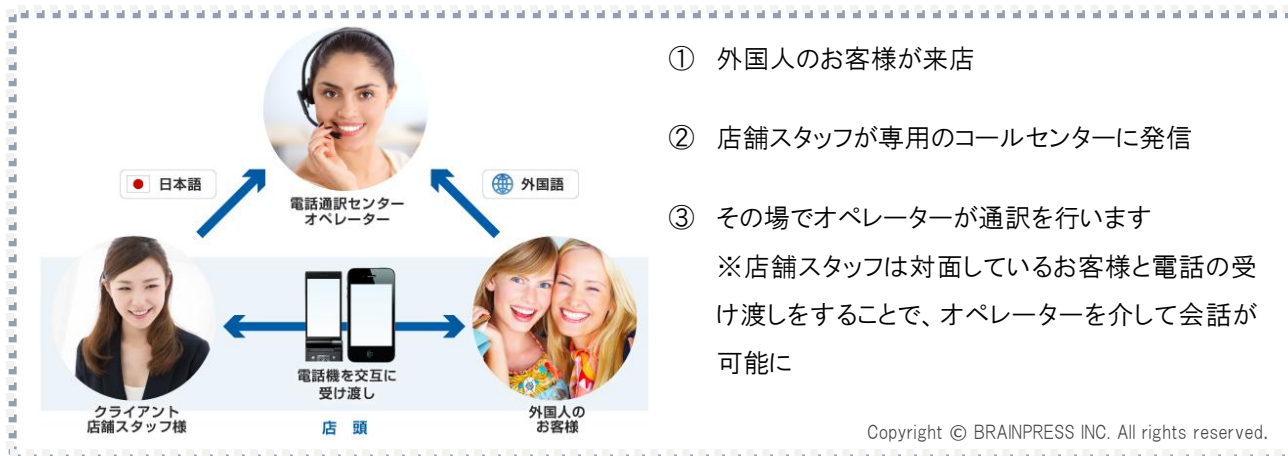 日本語
外国語
電話通訳センター
オペレーター
電話機を交互に
受け渡し
クライアント
店舗スタッフ様
店 頭
外国人の
お客様
① 外国人のお客様が来店
② 店舗スタッフが専用のコールセンターに発信
③ その場でオペレーターが通訳を行います
※店舗スタッフは対面しているお客様と電話の受
け渡しをすることで、オペレーターを介して会話が
可能に
Copyright © BRAINPRESS INC. All rights reserved.